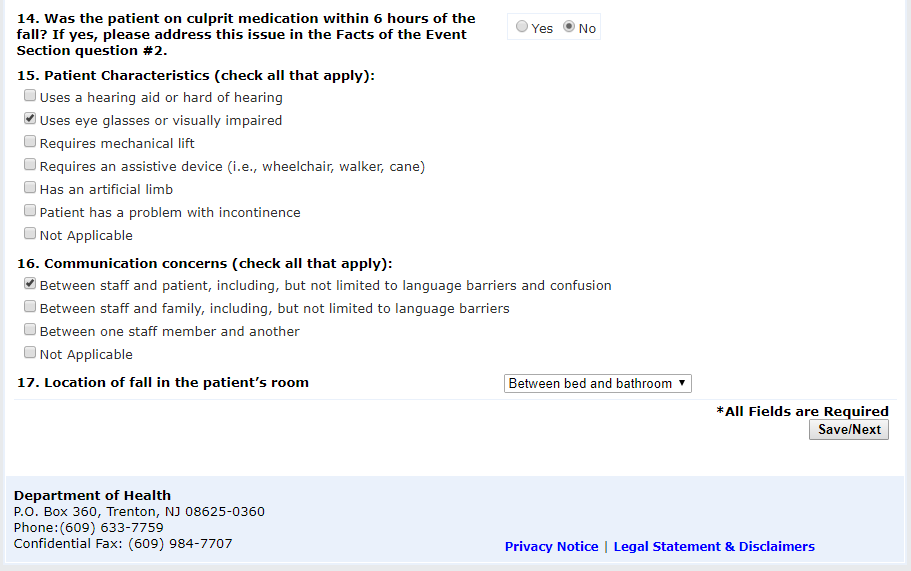 14. Was the patient on culprit medication within 6 hours of the
fall? If yes, please address this issue in the Facts of the Event
Section question #2.
Yes No
15. Patient Characteristics (check all that apply):
Uses a hearing aid or hard of hearing
Uses eye glasses or visually impaired
Requires mechanical lift
Requires an assistive device (i.e., wheelchair, walker, cane)
Has an artificial limb
Patient has a problem with incontinence
Not Applicable
16. Communication concerns (check all that apply):
Between staff and patient, including, but not limited to language barriers and confusion
Between staff and family, including, but not limited to language barriers
Between one staff member and another
Not Applicable
17. Location of fall in the patient’s room
Between bed and bathroom
*All Fields are Required
Save/Next
Department of Health
P.O. Box 360, Trenton, NJ 08625-0360
Phone:(609) 633-7759
Confidential Fax: (609) 984-7707
Privacy Notice | Legal Statement & Disclaimers